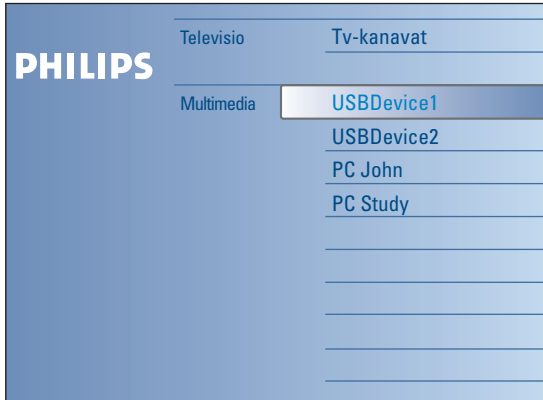 Televisio Tv-kanavat
PHILIPS
Multimedia USBDevice1
USBDevice2
PC John
PC Study